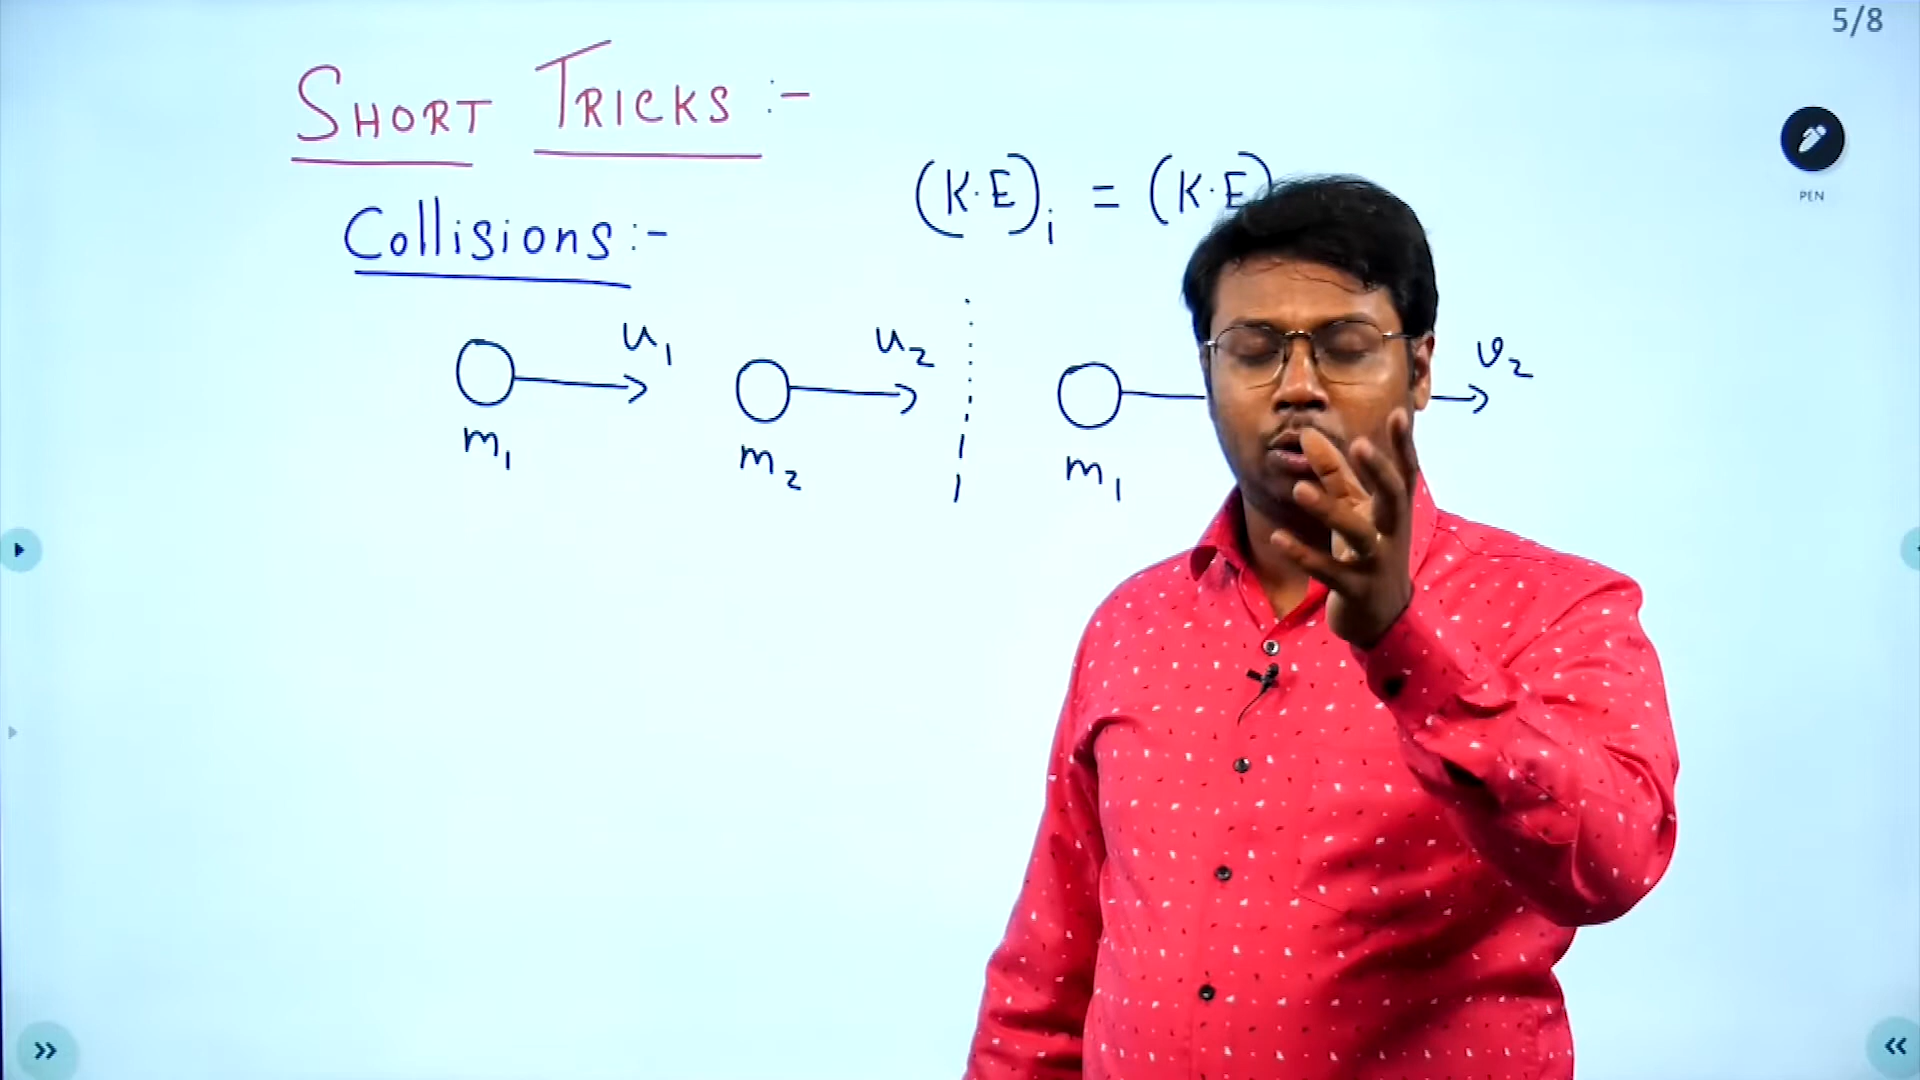 5/8
SHORT TRICKS :-
PEN
(K.E)i = (K.E)
Collisions :-
u1 u2 v2
m1 m2 m1